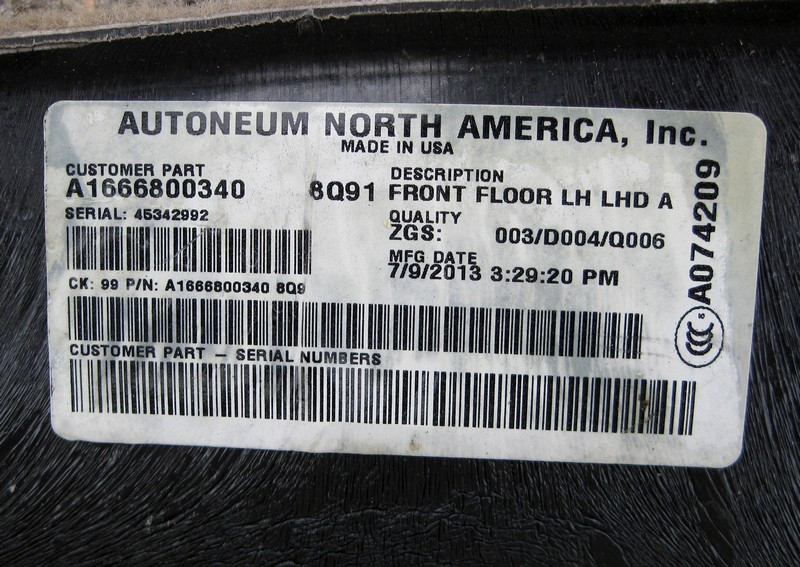 AUTONEUM NORTH AMERICA, Inc.
MADE IN USA
CUSTOMER PART
A1666800340 8Q91
DESCRIPTION
FRONT FLOOR LH LHD A
SERIAL: 45342992
QUALITY
ZGS: 003/D004/Q006
MFG DATE
7/9/2013 3:29:20 PM
CK: 99 P/N: A1666800340 8Q9
CUSTOMER PART - SERIAL NUMBERS
CCC S A074209